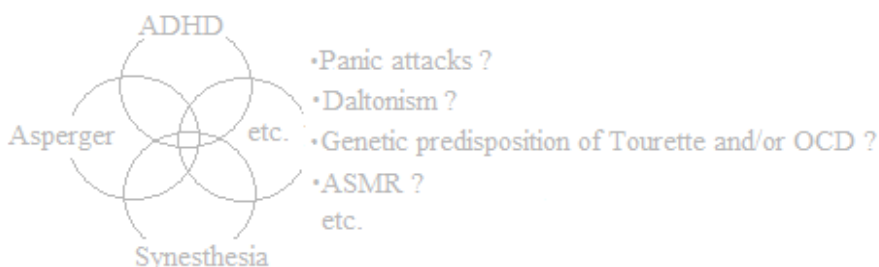 ADHD
Asperger
etc.
Synesthesia
•Panic attacks ?
•Daltonism ?
•Genetic predisposition of Tourette and/or OCD ?
•ASMR ?
etc.